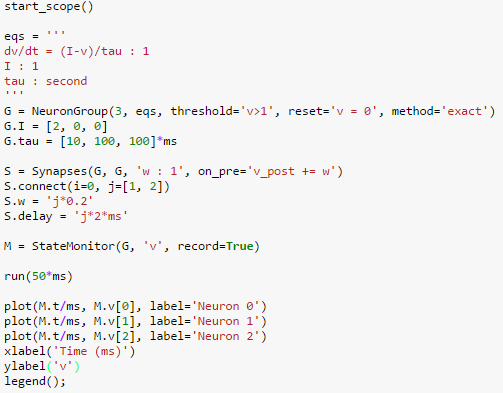 start_scope()
eqs = '''
dv/dt = (I-v)/tau : 1
I : 1
tau : second
'''
G = NeuronGroup(3, eqs, threshold='v>1', reset='v = 0', method='exact')
G.I = [2, 0, 0]
G.tau = [10, 100, 100]*ms
S = Synapses(G, G, 'w : 1', on_pre='v_post += w')
S.connect(i=0, j=[1, 2])
S.w = 'j*0.2'
S.delay = 'j*2*ms'
M = StateMonitor(G, 'v', record=True)
run(50*ms)
plot(M.t/ms, M.v[0], label='Neuron 0')
plot(M.t/ms, M.v[1], label='Neuron 1')
plot(M.t/ms, M.v[2], label='Neuron 2')
xlabel('Time (ms)')
ylabel('v')
legend();